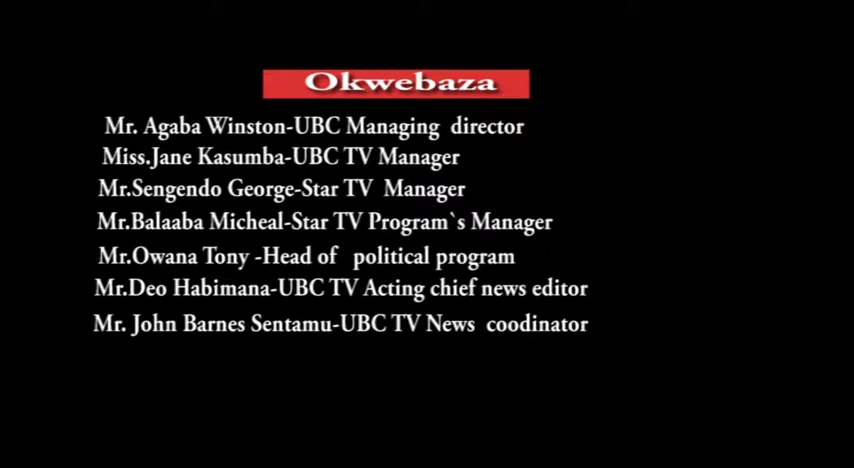 Okwebaza
Mr. Agaba Winston-UBC Managing director
Miss.Jane Kasumba-UBC TV Manager
Mr.Sengendo George-Star TV Manager
Mr.Balaaba Micheal-Star TV Program`s Manager
Mr.Owana Tony -Head of political program
Mr.Deo Habimana-UBC TV Acting chief news editor
Mr. John Barnes Sentamu-UBC TV News coodinator